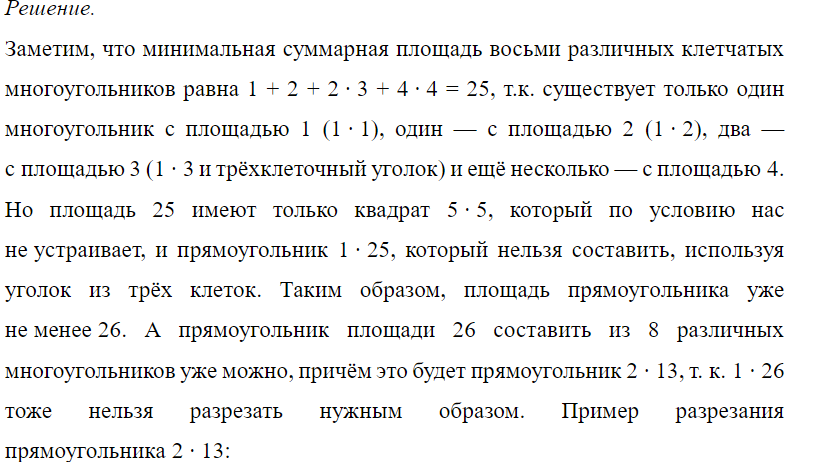 Решение.
Заметим, что минимальная суммарная площадь восьми различных клетчатых
многоугольников равна 1 + 2 + 2 · 3 + 4 · 4 = 25, т.к. существует только один
многоугольник с площадью 1 (1 · 1), один — с площадью 2 (1 · 2), два —
с площадью 3 (1 · 3 и трёхклеточный уголок) и ещё несколько — с площадью 4.
Но площадь 25 имеют только квадрат 5 · 5, который по условию нас
не устраивает, и прямоугольник 1 · 25, который нельзя составить, используя
уголок из трёх клеток. Таким образом, площадь прямоугольника уже
не менее 26. А прямоугольник площади 26 составить из 8 различных
многоугольников уже можно, причём это будет прямоугольник 2 · 13, т. к. 1 · 26
тоже нельзя разрезать нужным образом. Пример разрезания
прямоугольника 2 · 13: